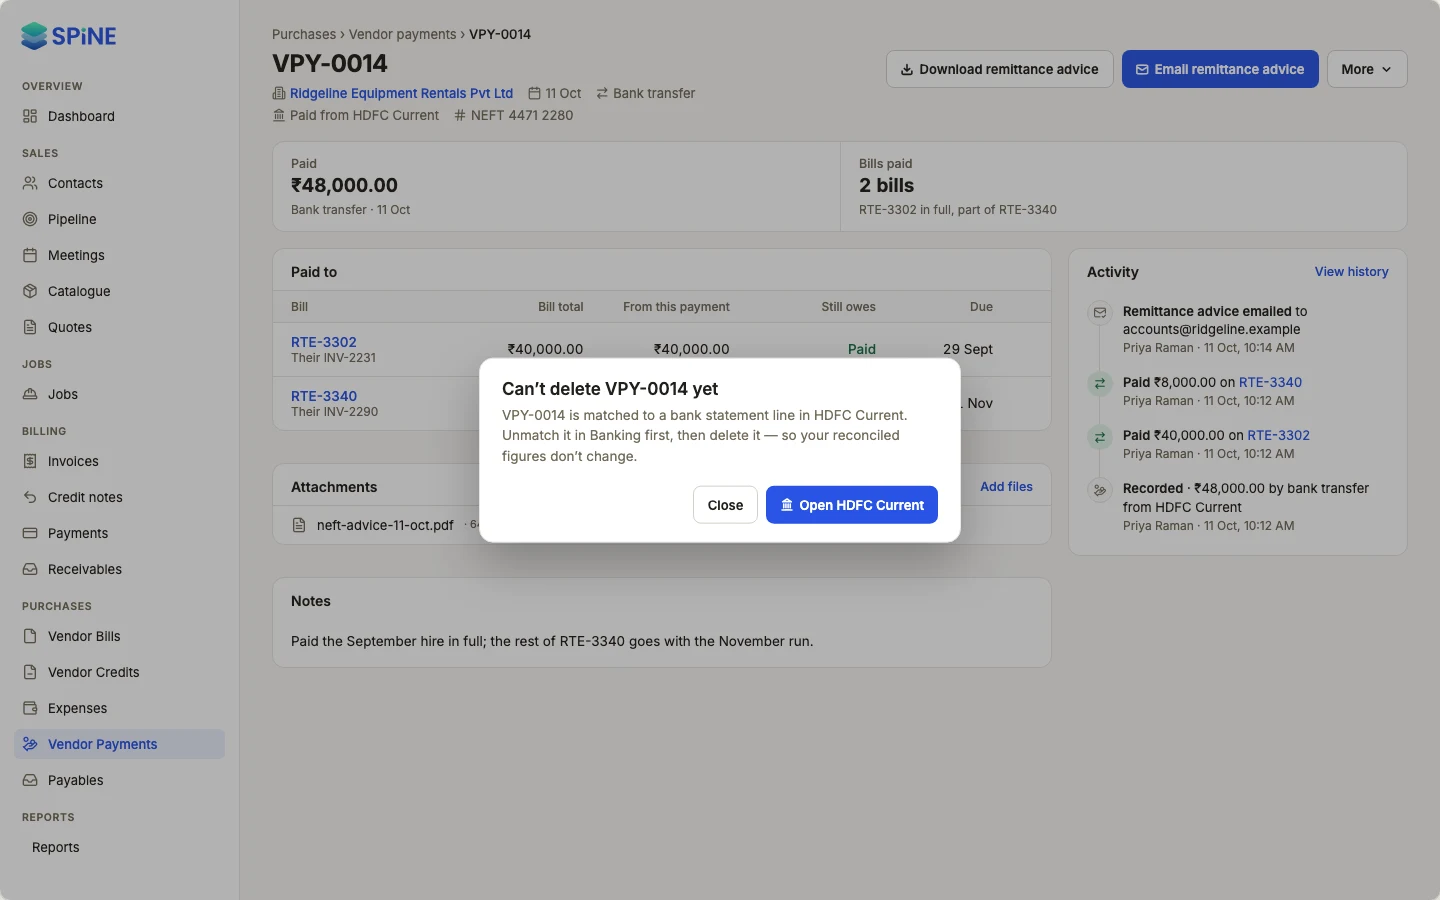 SPiNE
OVERVIEW
Dashboard
SALES
Contacts
Pipeline
Meetings
Catalogue
Quotes
JOBS
Jobs
BILLING
Invoices
Credit notes
Payments
Receivables
PURCHASES
Vendor Bills
Vendor Credits
Expenses
Vendor Payments
Payables
REPORTS
Reports
Purchases › Vendor payments › VPY-0014
VPY-0014
Ridgeline Equipment Rentals Pvt Ltd 11 Oct Bank transfer
Paid from HDFC Current # NEFT 4471 2280
Download remittance advice
Email remittance advice
More
Paid
₹48,000.00
Bank transfer · 11 Oct
Bills paid
2 bills
RTE-3302 in full, part of RTE-3340
Paid to
Bill Bill total From this payment Still owes Due
RTE-3302 ₹40,000.00 ₹40,000.00 Paid 29 Sept
Their INV-2231
RTE-3340 Nov
Their INV-2290
Can’t delete VPY-0014 yet
VPY-0014 is matched to a bank statement line in HDFC Current.
Unmatch it in Banking first, then delete it — so your reconciled
figures don’t change.
Close
Open HDFC Current
Attachments Add files
neft-advice-11-oct.pdf
Notes
Paid the September hire in full; the rest of RTE-3340 goes with the November run.
Activity View history
Remittance advice emailed to
accounts@ridgeline.example
Priya Raman · 11 Oct, 10:14 AM
Paid ₹8,000.00 on RTE-3340
Priya Raman · 11 Oct, 10:12 AM
Paid ₹40,000.00 on RTE-3302
Priya Raman · 11 Oct, 10:12 AM
Recorded · ₹48,000.00 by bank transfer
from HDFC Current
Priya Raman · 11 Oct, 10:12 AM